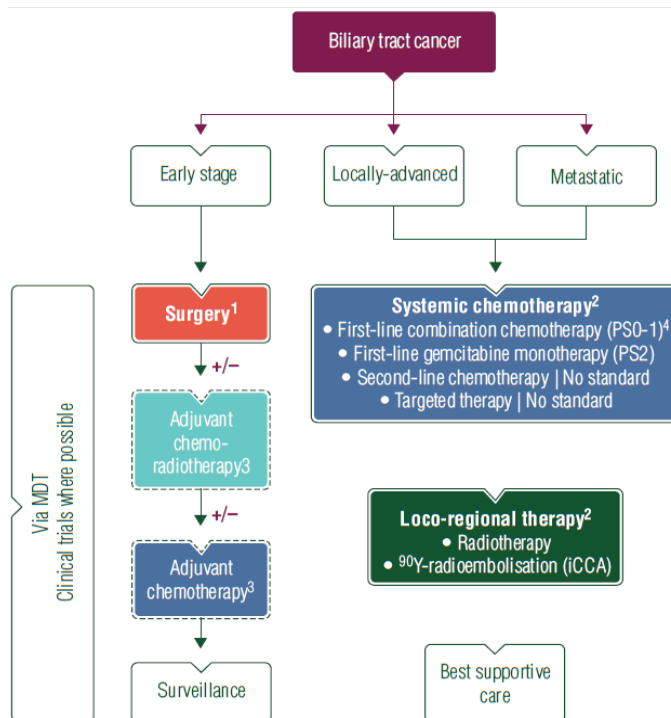 Biliary tract cancer
Early stage
Locally-advanced
Metastatic
Via MDT
Clinical trials where possible
Surgery¹
+/−
Adjuvant
chemo-
radiotherapy3
+/−
Adjuvant
chemotherapy³
Surveillance
Systemic chemotherapy²
• First-line combination chemotherapy (PS0-1)⁴
• First-line gemcitabine monotherapy (PS2)
• Second-line chemotherapy | No standard
• Targeted therapy | No standard
Loco-regional therapy²
• Radiotherapy
• ⁹⁰Y-radioembolisation (iCCA)
Best supportive
care